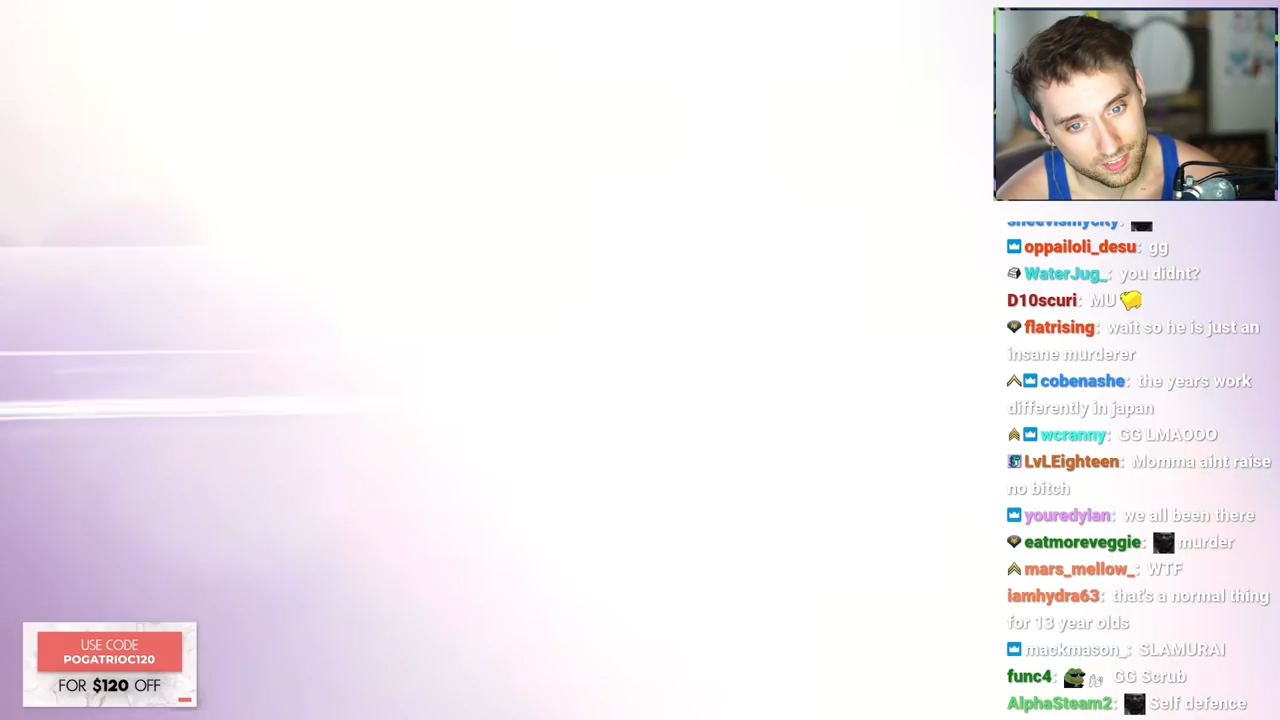 sheevismycity:
oppailoli_desu: gg
WaterJug_: you didnt?
D10scuri: MU
flatrising: wait so he is just an
insane murderer
cobenashe: the years work
differently in japan
wcranny: GG LMAOOO
LvLEighteen: Momma aint raise
no bitch
youredylan: we all been there
eatmoreveggie: murder
mars_mellow_: WTF
iamhydra63: that's a normal thing
for 13 year olds
mackmason_: SLAMURAI
func4: GG Scrub
AlphaSteam2: Self defence
USE CODE
POGATRIOC120
FOR $120 OFF